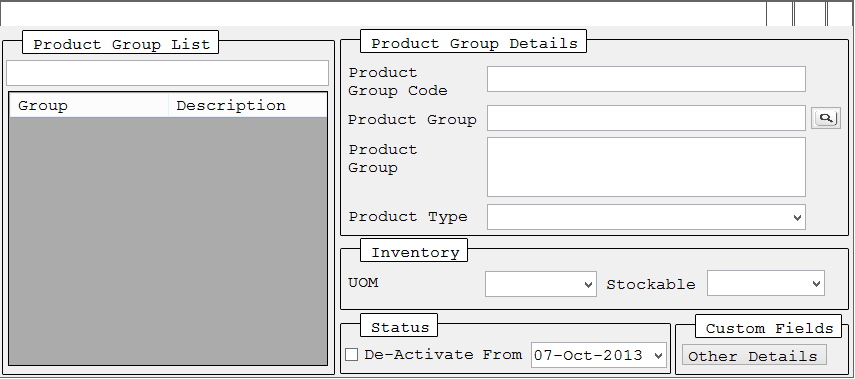 Product Group List
Group Description
Product Group Details
Product
Group Code
Product Group
Product
Group
Product Type
Inventory
UOM Stockable
Status
De-Activate From 07-Oct-2013
Custom Fields
Other Details